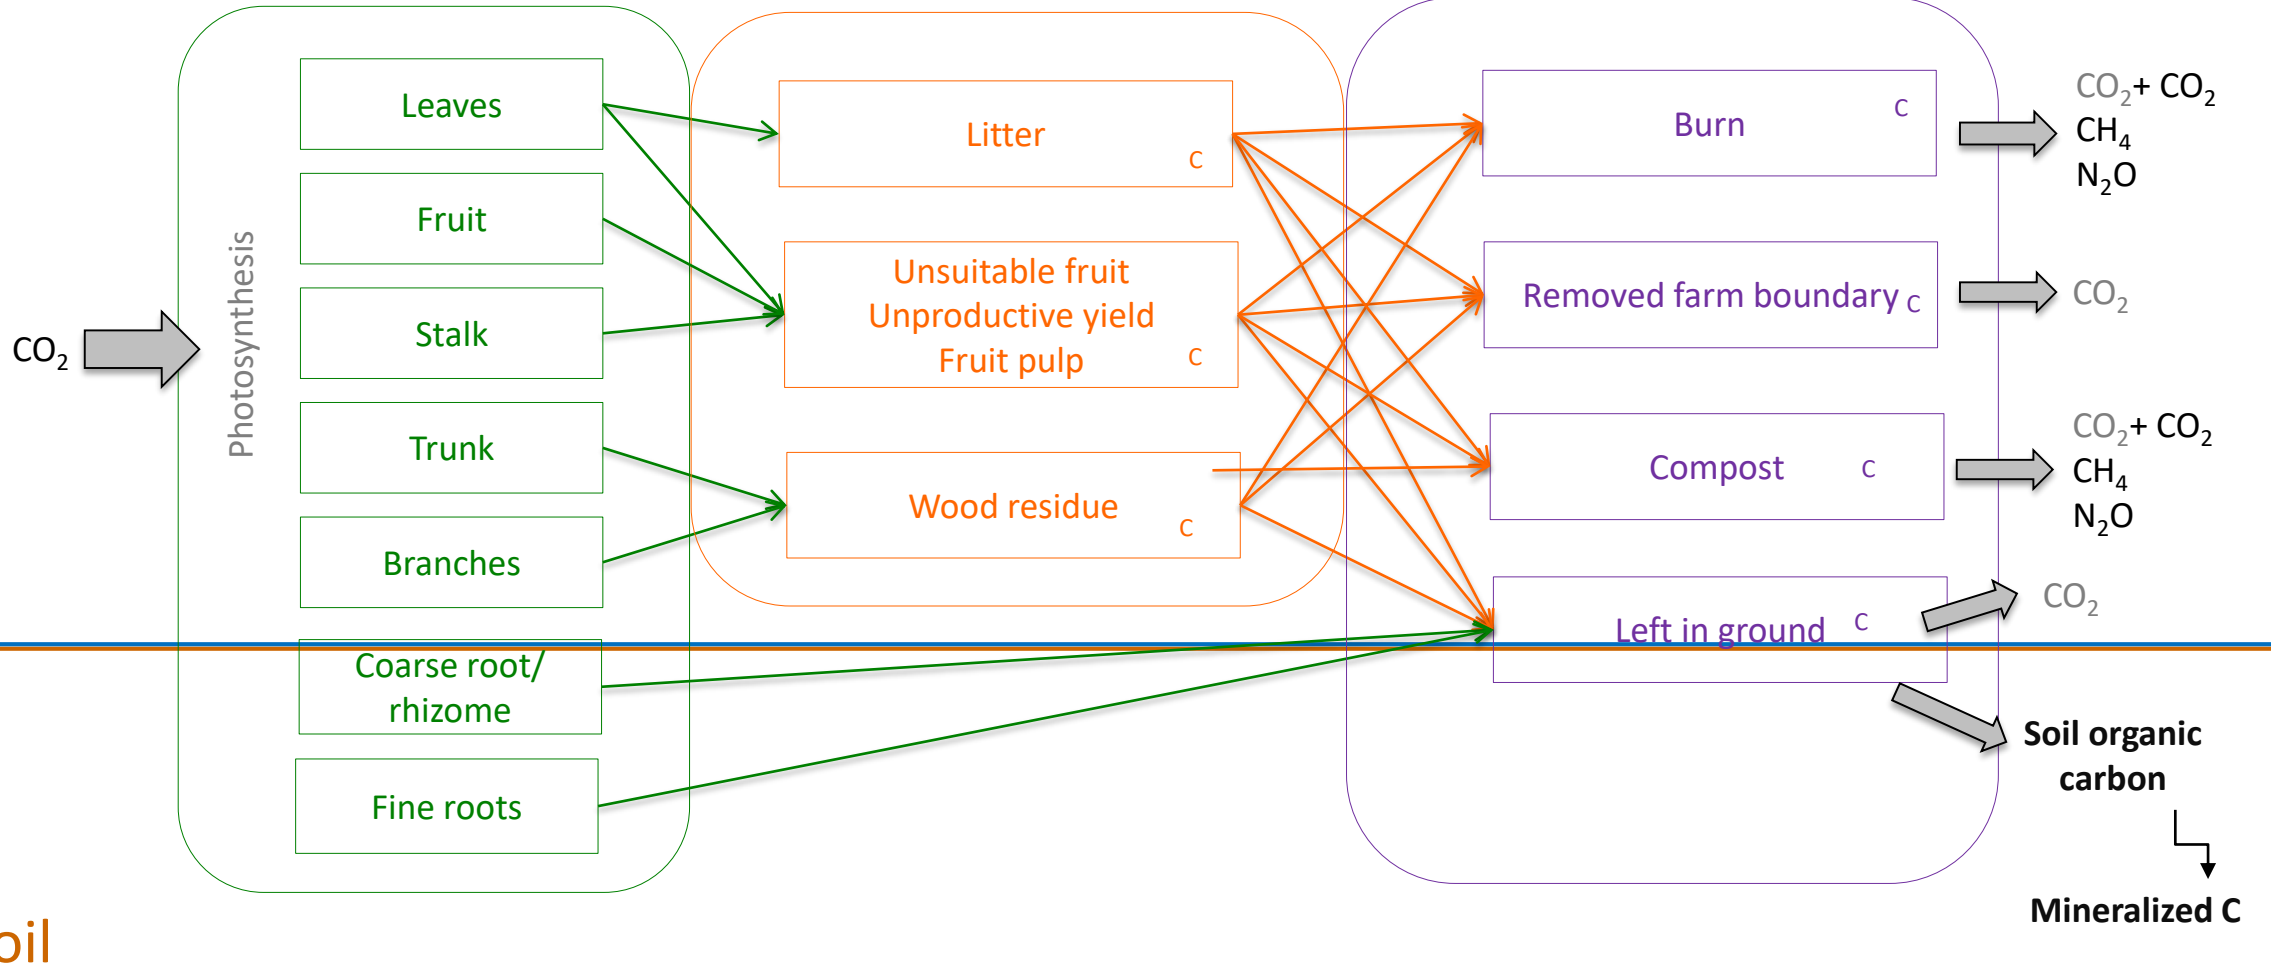 CO₂
Photosynthesis
Leaves
Fruit
Stalk
Trunk
Branches
Coarse root/
rhizome
Fine roots
Litter
C
Unsuitable fruit
Unproductive yield
Fruit pulp
C
Wood residue
C
Burn
C
Removed farm boundary
C
Compost
C
Left in ground
C
CO₂+ CO₂
CH₄
N₂O
CO₂
CO₂+ CO₂
CH₄
N₂O
CO₂
Soil organic
carbon
Mineralized C
oil